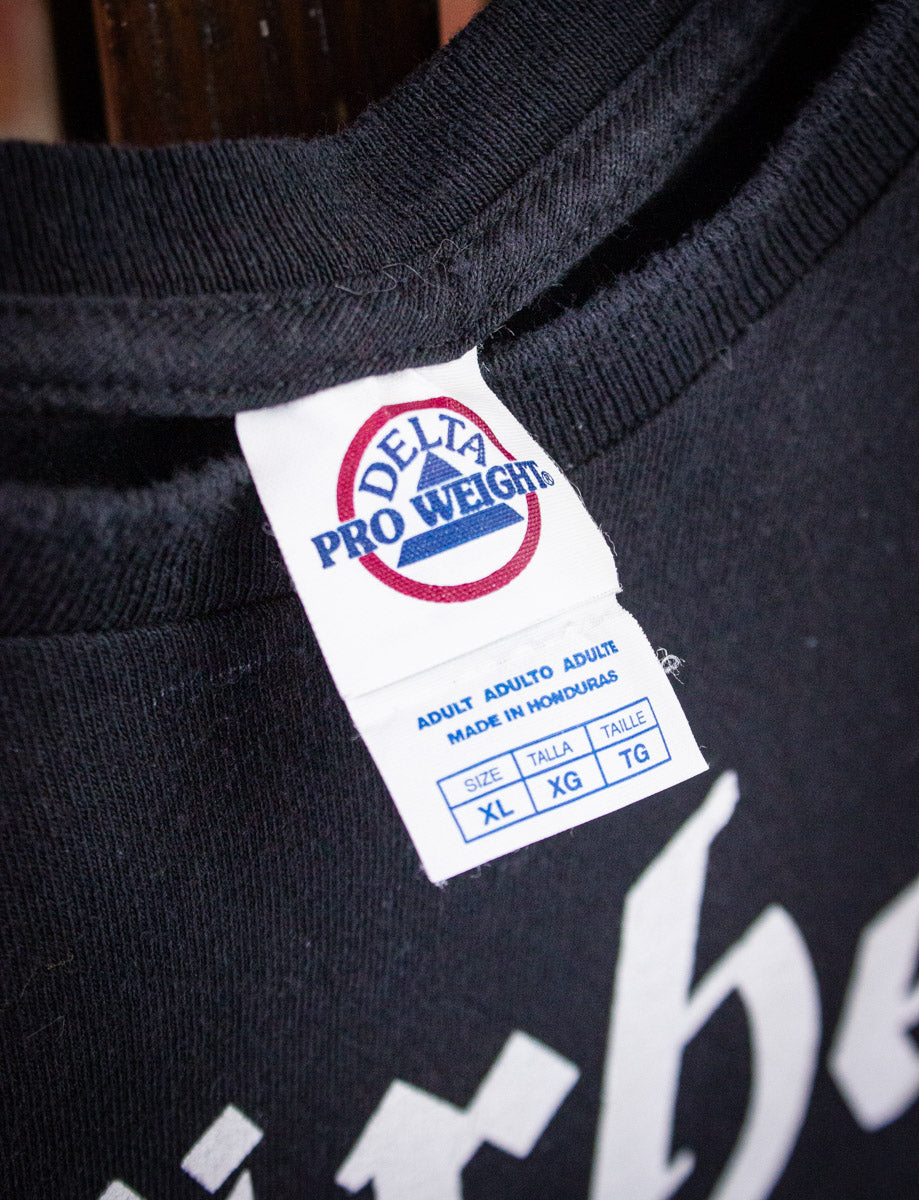 DELTA
PRO WEIGHT®
ADULT ADULTO ADULTE
MADE IN HONDURAS
SIZE TALLA TAILLE
XL XG TG